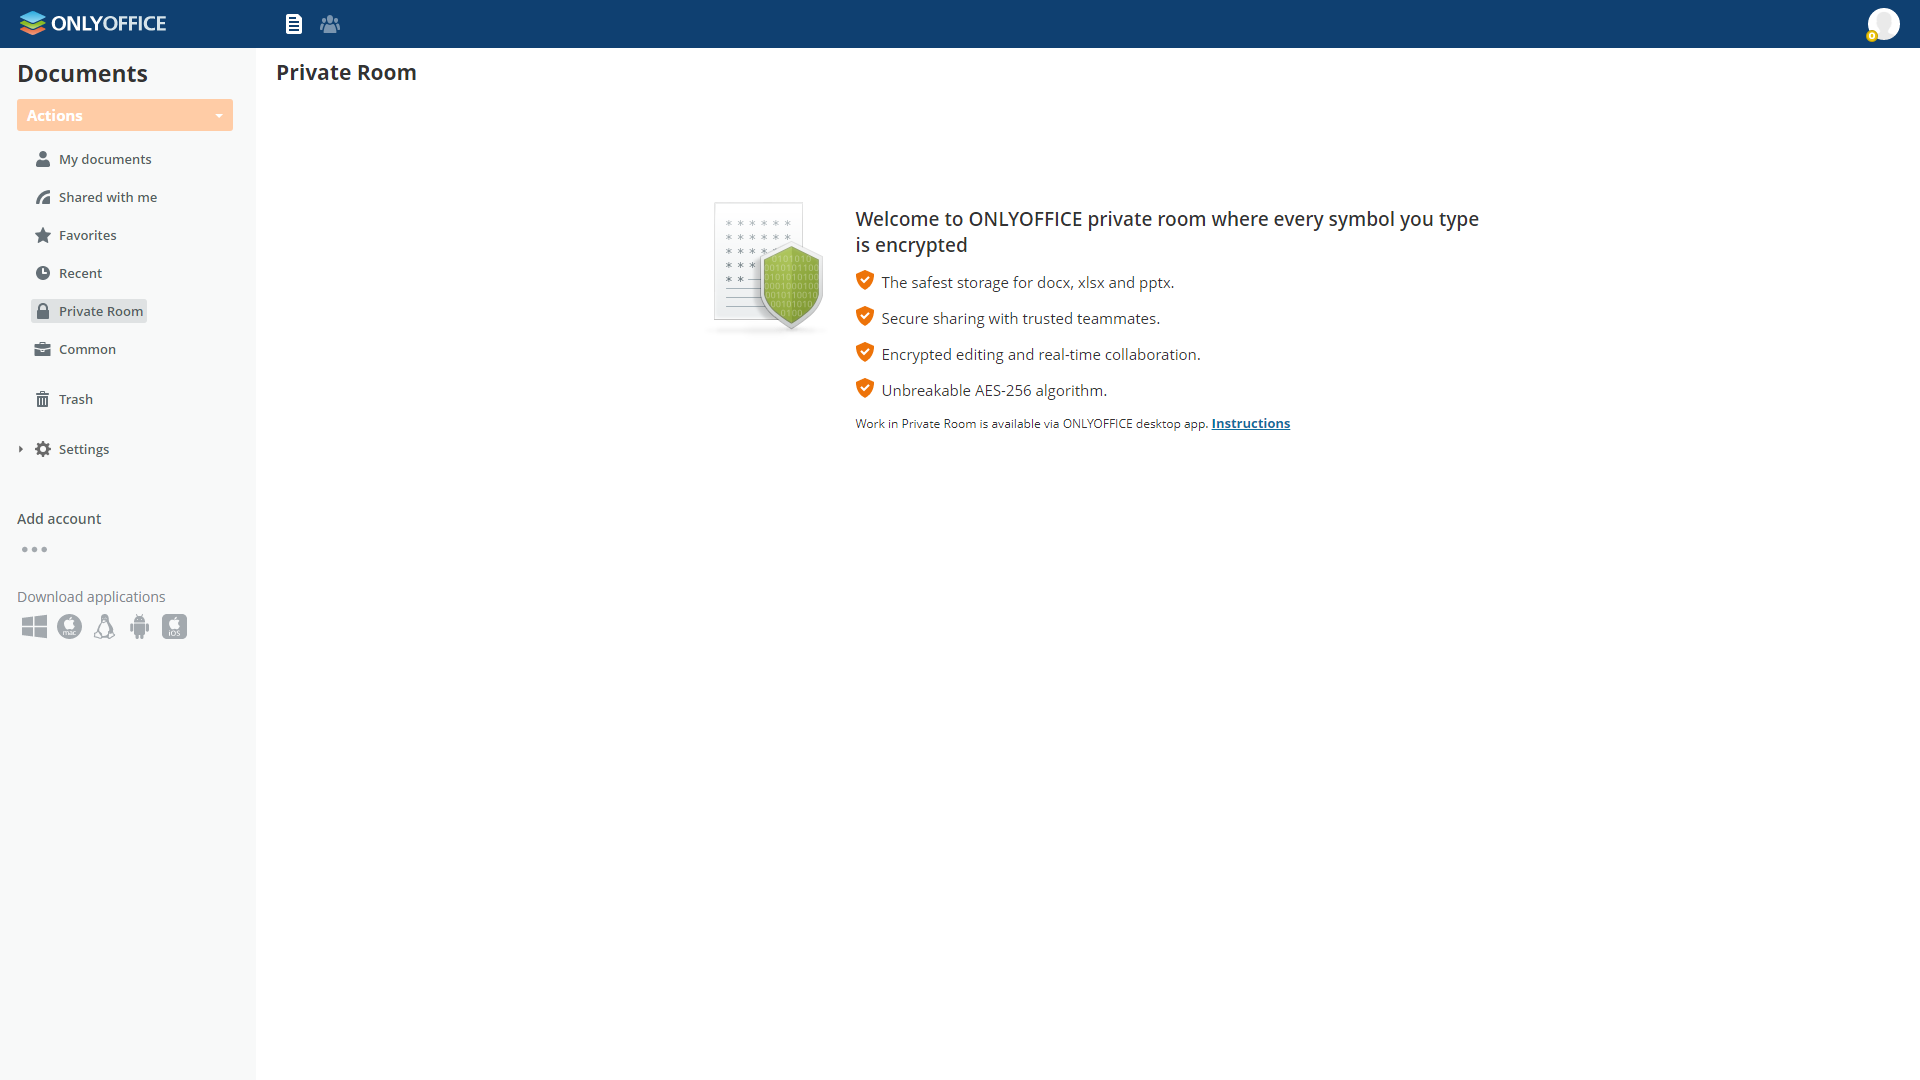 ONLYOFFICE
Documents
Actions
My documents
Shared with me
Favorites
Recent
Private Room
Common
Trash
Settings
Add account
Download applications
mac
iOS
Private Room
Welcome to ONLYOFFICE private room where every symbol you type
is encrypted
The safest storage for docx, xlsx and pptx.
Secure sharing with trusted teammates.
Encrypted editing and real-time collaboration.
Unbreakable AES-256 algorithm.
Work in Private Room is available via ONLYOFFICE desktop app. Instructions